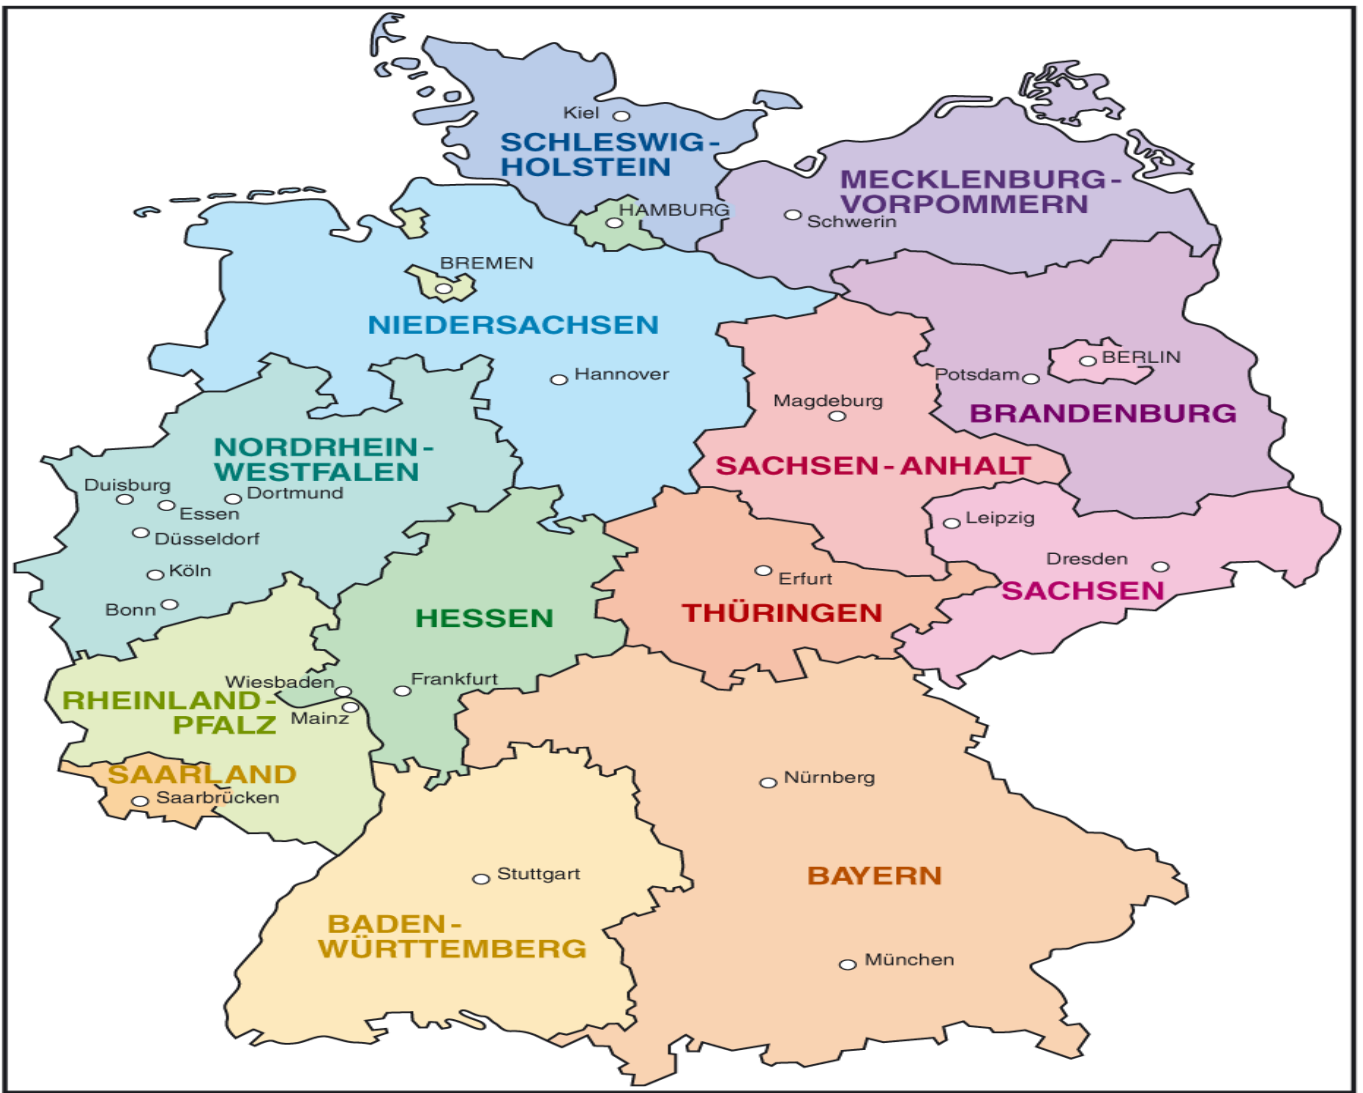 Kiel
SCHLESWIG-
HOLSTEIN
MECKLENBURG-
VORPOMMERN
HAMBURG
Schwerin
BREMEN
NIEDERSACHSEN
BERLIN
Hannover
Potsdam
Magdeburg
BRANDENBURG
NORDRHEIN-
WESTFALEN
SACHSEN-ANHALT
Duisburg
Dortmund
Essen
Leipzig
Düsseldorf
Dresden
Köln
Erfurt
SACHSEN
Bonn
HESSEN
THÜRINGEN
Wiesbaden
Frankfurt
RHEINLAND-
PFALZ
Mainz
SAARLAND
Nürnberg
Saarbrücken
Stuttgart
BAYERN
BADEN-
WÜRTTEMBERG
München